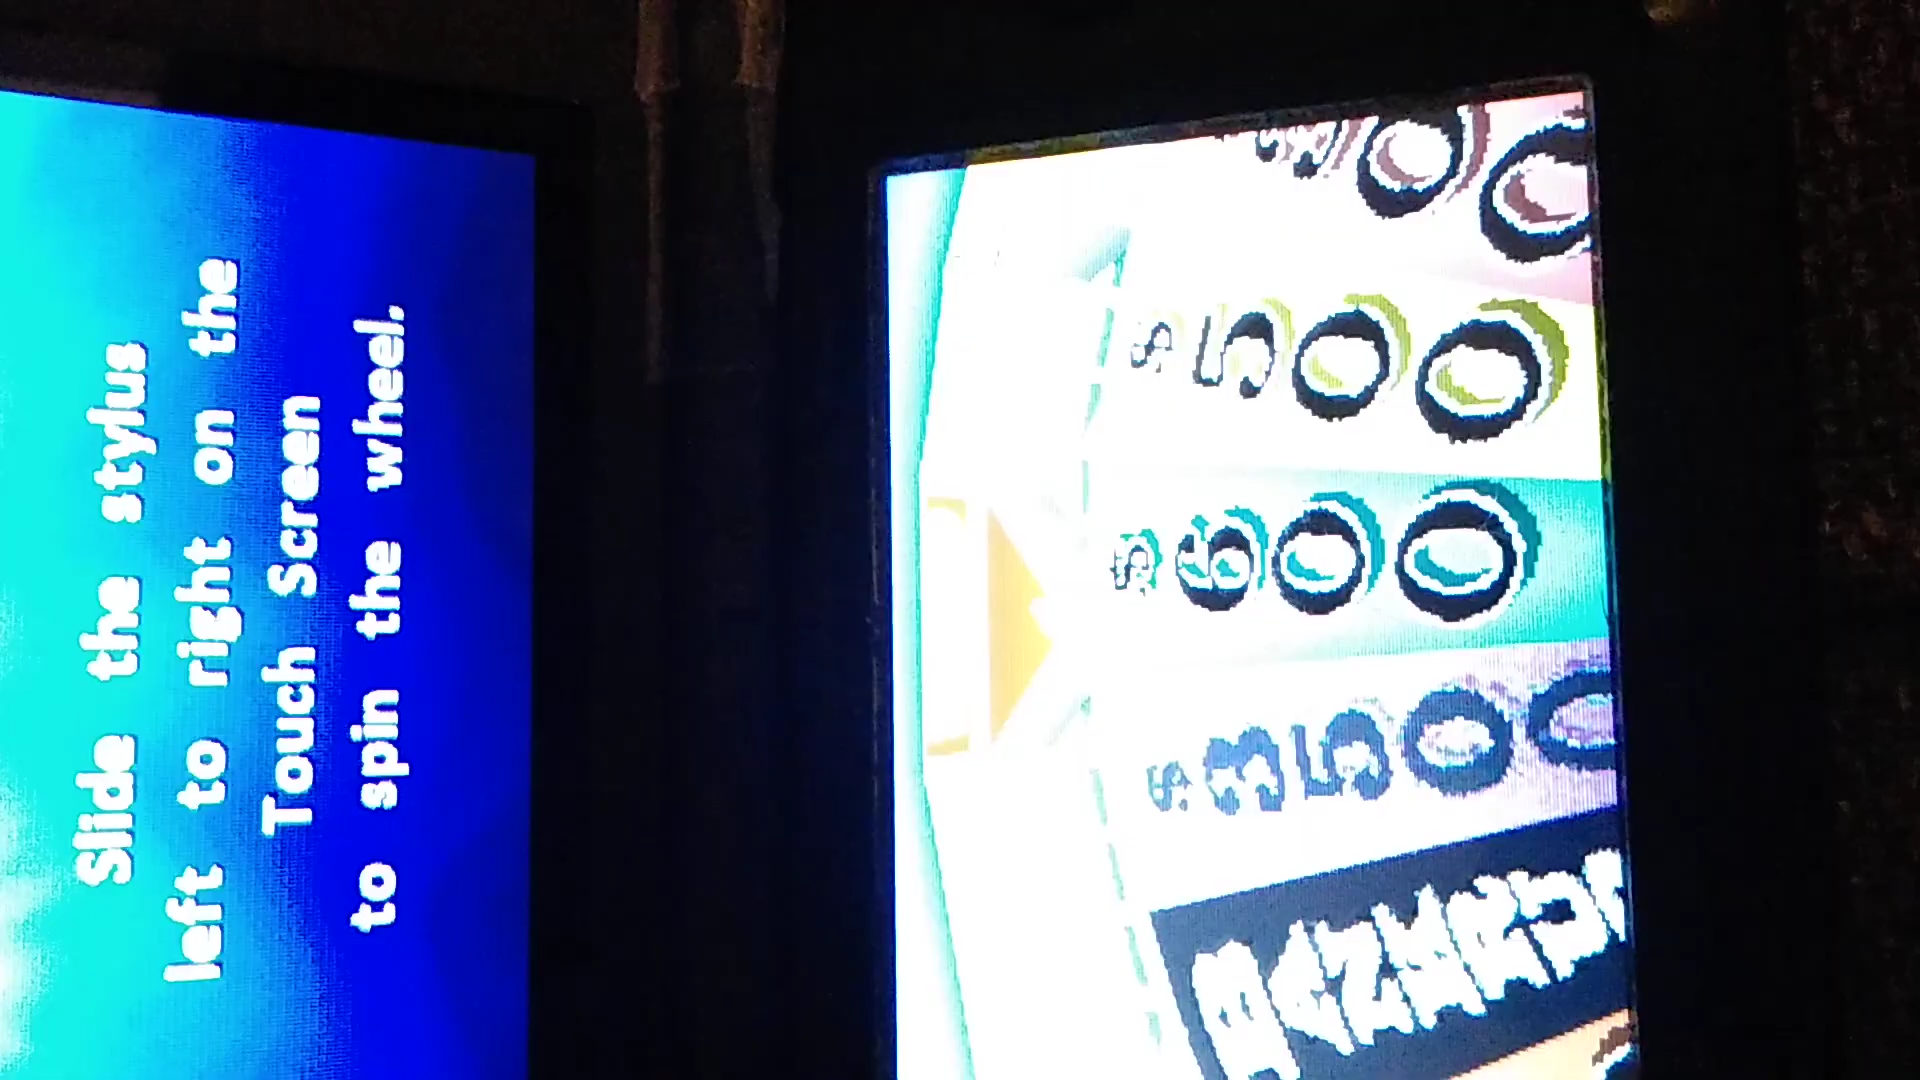 Slide the stylus
left to right on the
Touch Screen
to spin the wheel.
$350
$600
$500